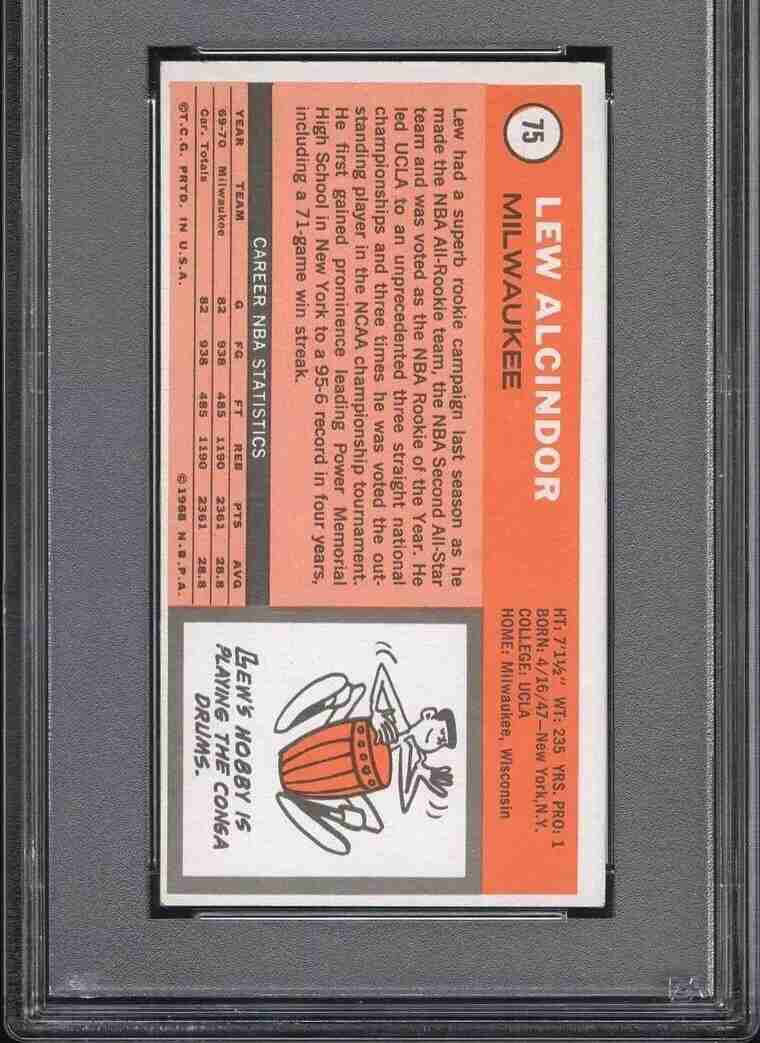 75
LEW ALCINDOR
MILWAUKEE
HT: 7'1½" WT: 235 YRS. PRO: 1
BORN: 4/16/47—New York, N.Y.
COLLEGE: UCLA
HOME: Milwaukee, Wisconsin
Lew had a superb rookie campaign last season as he
made the NBA All-Rookie team, the NBA Second All-Star
team and was voted as the NBA Rookie of the Year. He
led UCLA to an unprecedented three straight national
championships and three times he was voted the out-
standing player in the NCAA championship tournament.
He first gained prominence leading Power Memorial
High School in New York to a 95-6 record in four years,
including a 71-game win streak.
CAREER NBA STATISTICS
YEAR TEAM G FG FT REB PTS AVG
69-70 Milwaukee 82 938 485 1190 2361 28.8
Car. Totals 82 938 485 1190 2361 28.8
©T.C.G. PRTD. IN U.S.A. © 1968 N.B.P.A.
LEW'S HOBBY IS
PLAYING THE CONGA
DRUMS.